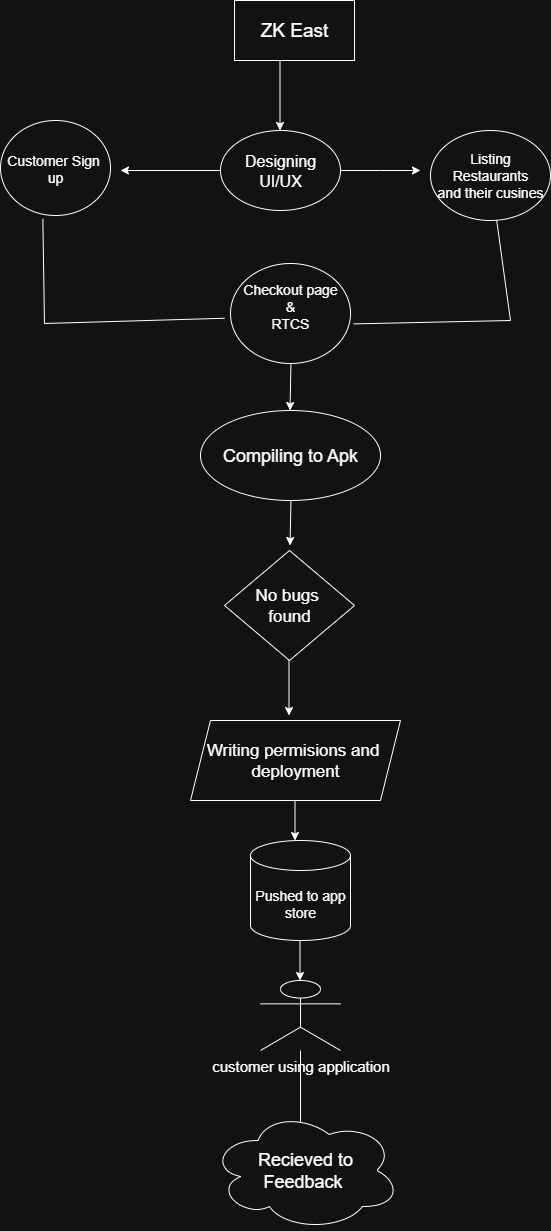 ZK East
Customer Sign
up
Designing
UI/UX
Listing
Restaurants
and their cusines
Checkout page
&
RTCS
Compiling to Apk
No bugs
found
Writing permisions and
deployment
Pushed to app
store
customer using application
Recieved to
Feedback